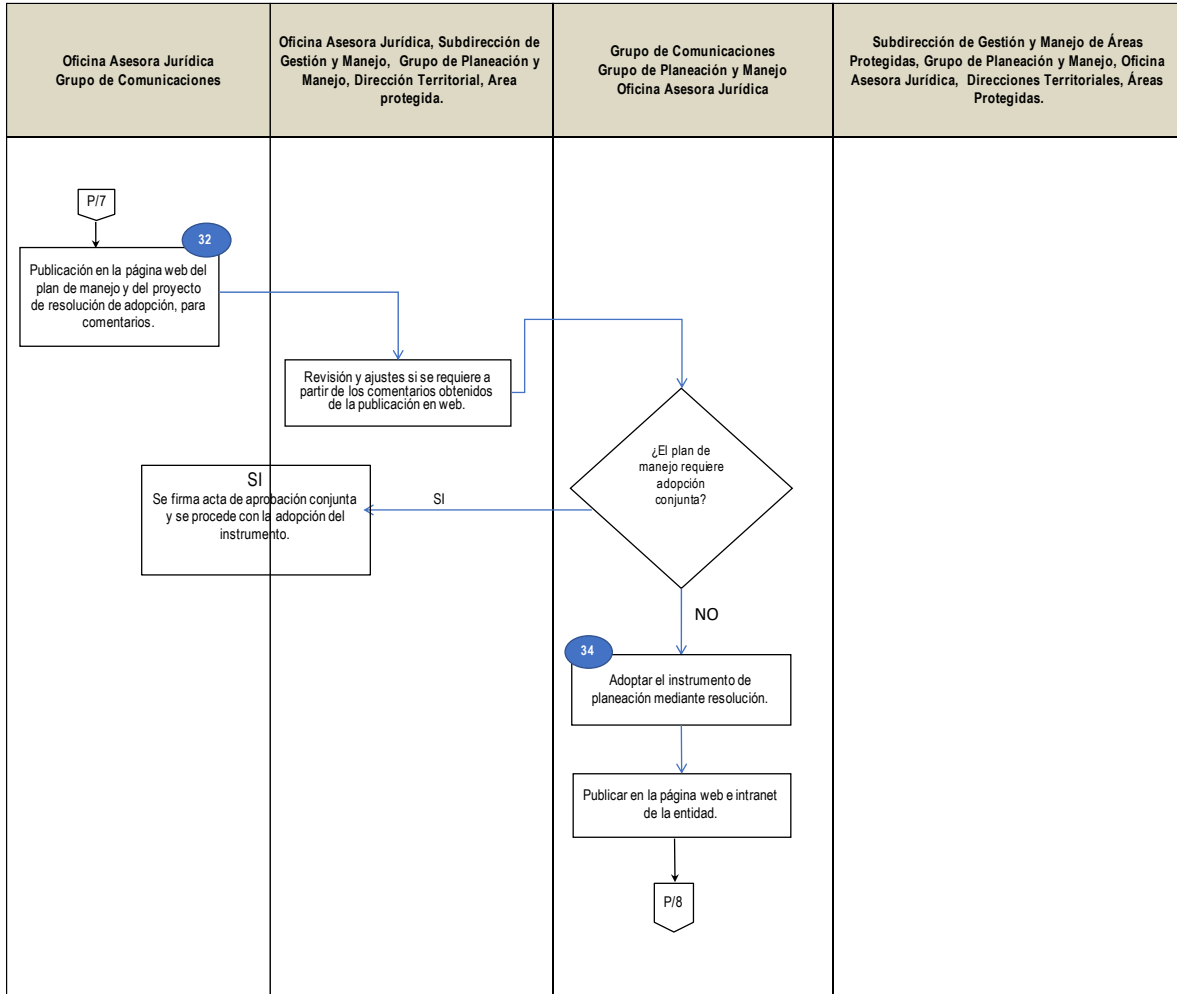 Oficina Asesora Jurídica
Grupo de Comunicaciones
Oficina Asesora Jurídica, Subdirección de
Gestión y Manejo, Grupo de Planeación y
Manejo, Dirección Territorial, Area
protegida.
Grupo de Comunicaciones
Grupo de Planeación y Manejo
Oficina Asesora Jurídica
Subdirección de Gestión y Manejo de Áreas
Protegidas, Grupo de Planeación y Manejo, Oficina
Asesora Jurídica, Direcciones Territoriales, Áreas
Protegidas.
P/7
32
Publicación en la página web del
plan de manejo y del proyecto
de resolución de adopción, para
comentarios.
Revisión y ajustes si se requiere a
partir de los comentarios obtenidos
de la publicación en web.
¿El plan de
manejo requiere
adopción
conjunta?
SI
SI
Se firma acta de aprobación conjunta
y se procede con la adopción del
instrumento.
NO
34
Adoptar el instrumento de
planeación mediante resolución.
Publicar en la página web e intranet
de la entidad.
P/8